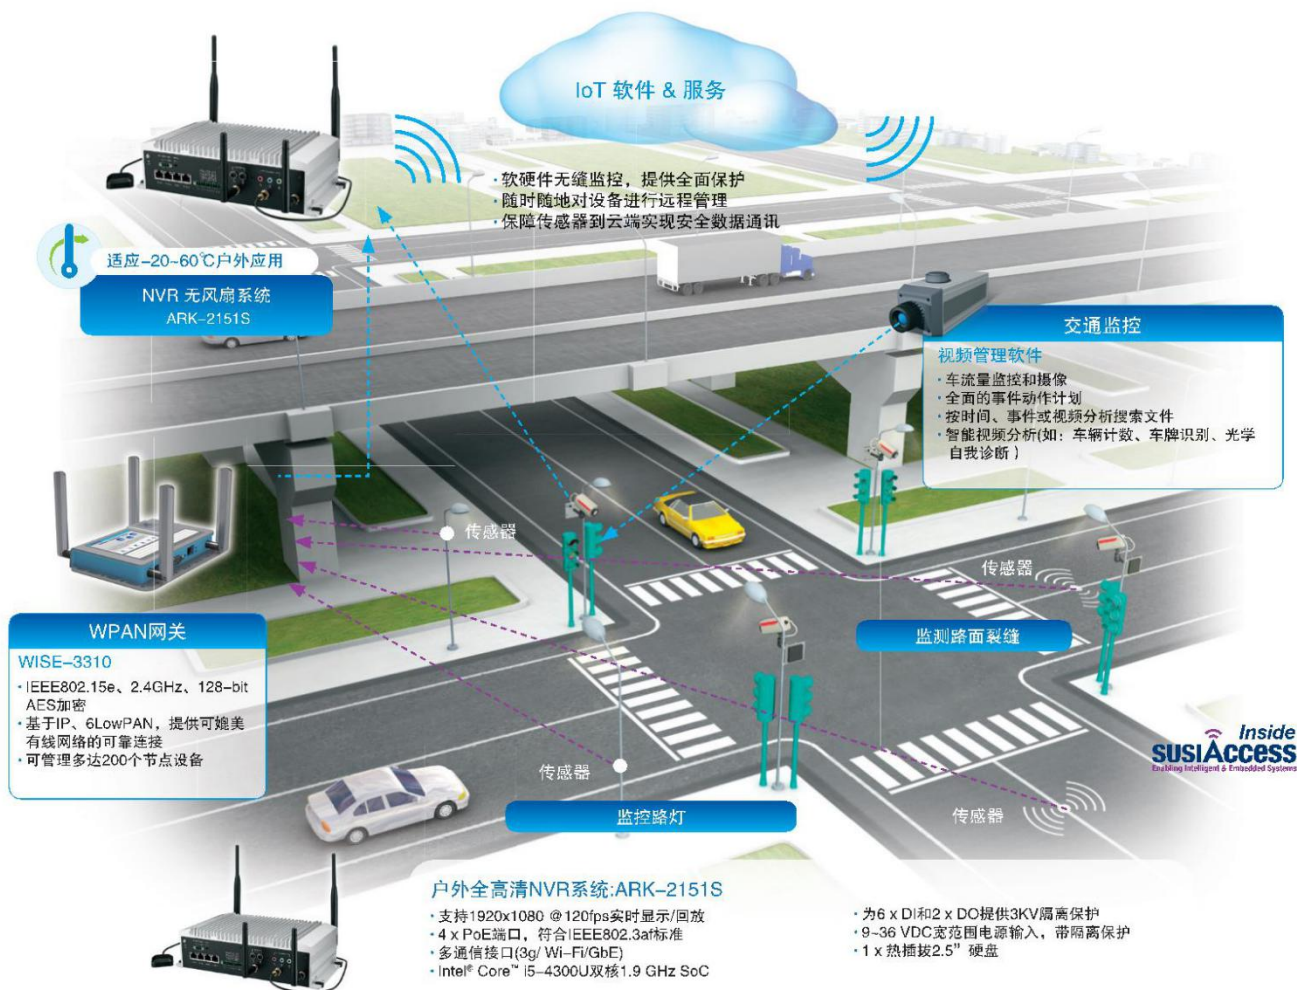 IoT 软件 & 服务
· 软硬件无缝监控，提供全面保护
· 随时随地对设备进行远程管理
· 保障传感器到云端实现安全数据通讯
适应-20~60℃户外应用
NVR 无风扇系统
ARK-2151S
交通监控
视频管理软件
· 车流量监控和摄像
· 全面的事件动作计划
· 按时间、事件或视频分析搜索文件
· 智能视频分析(如：车辆计数、车牌识别、光学
自我诊断）
传感器
传感器
WPAN网关
WISE-3310
· IEEE802.15e、2.4GHz、128-bit
AES加密
· 基于IP、6LowPAN，提供可媲美
有线网络的可靠连接
· 可管理多达200个节点设备
监测路面裂缝
Inside
SUSIAccess
Enabling Intelligent & Embedded Systems
传感器
监控路灯
传感器
户外全高清NVR系统:ARK-2151S
· 支持1920x1080 @120fps实时显示/回放
· 4 x PoE端口，符合IEEE802.3af标准
· 多通信接口(3g/ Wi-Fi/GbE)
· Intel® Core™ i5-4300U双核1.9 GHz SoC
· 为6 x DI和2 x DO提供3KV隔离保护
· 9~36 VDC宽范围电源输入，带隔离保护
· 1 x 热插拔2.5” 硬盘